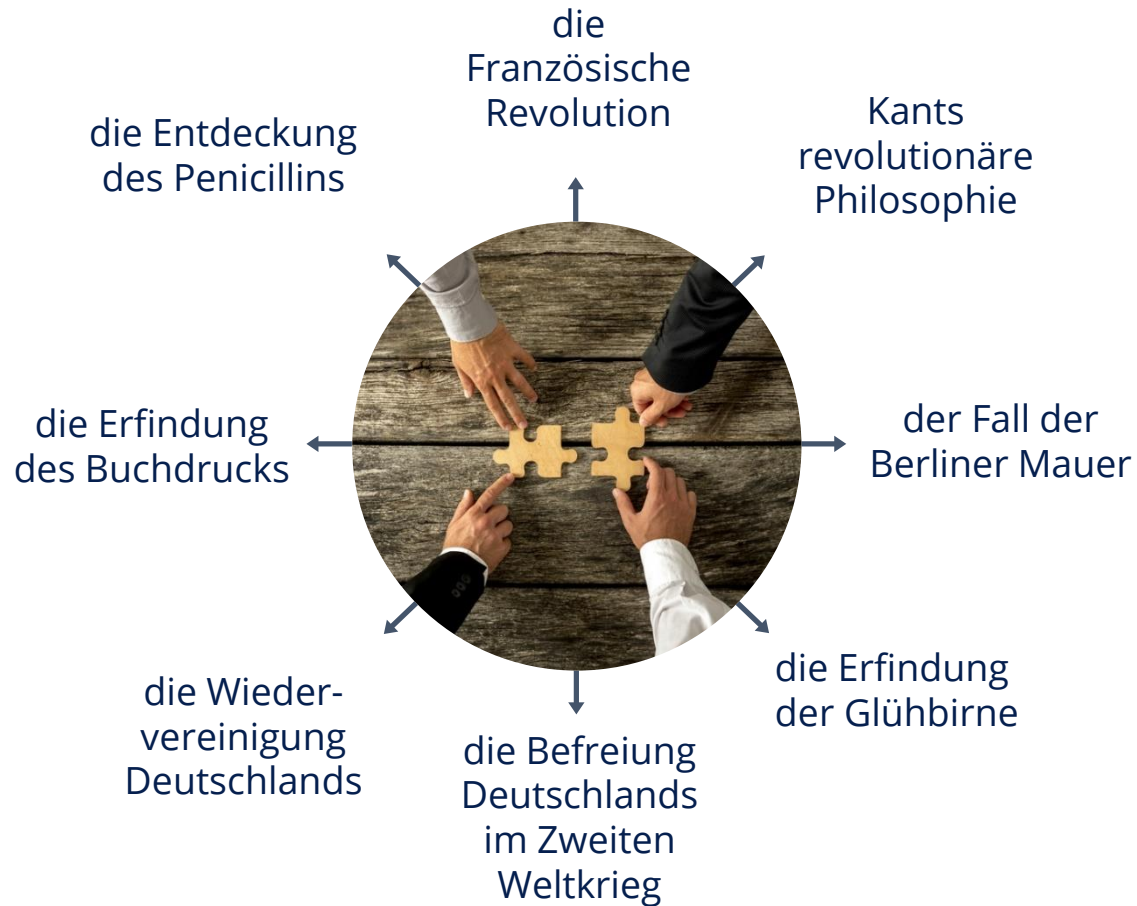 die
Französische
Revolution
Kants
revolutionäre
Philosophie
der Fall der
Berliner Mauer
die Erfindung
der Glühbirne
die Befreiung
Deutschlands
im Zweiten
Weltkrieg
die Wieder-
vereinigung
Deutschlands
die Erfindung
des Buchdrucks
die Entdeckung
des Penicillins